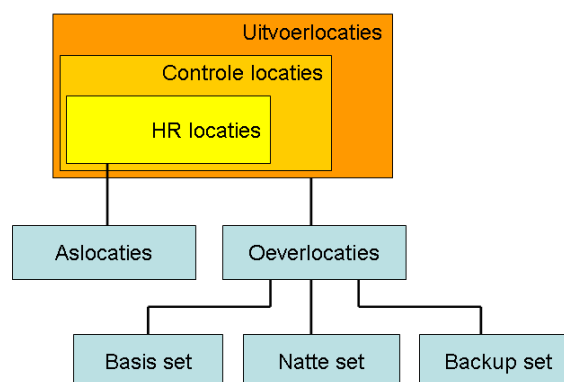 Uitvoerlocaties
Controle locaties
HR locaties
Aslocaties
Oeverlocaties
Basis set
Natte set
Backup set